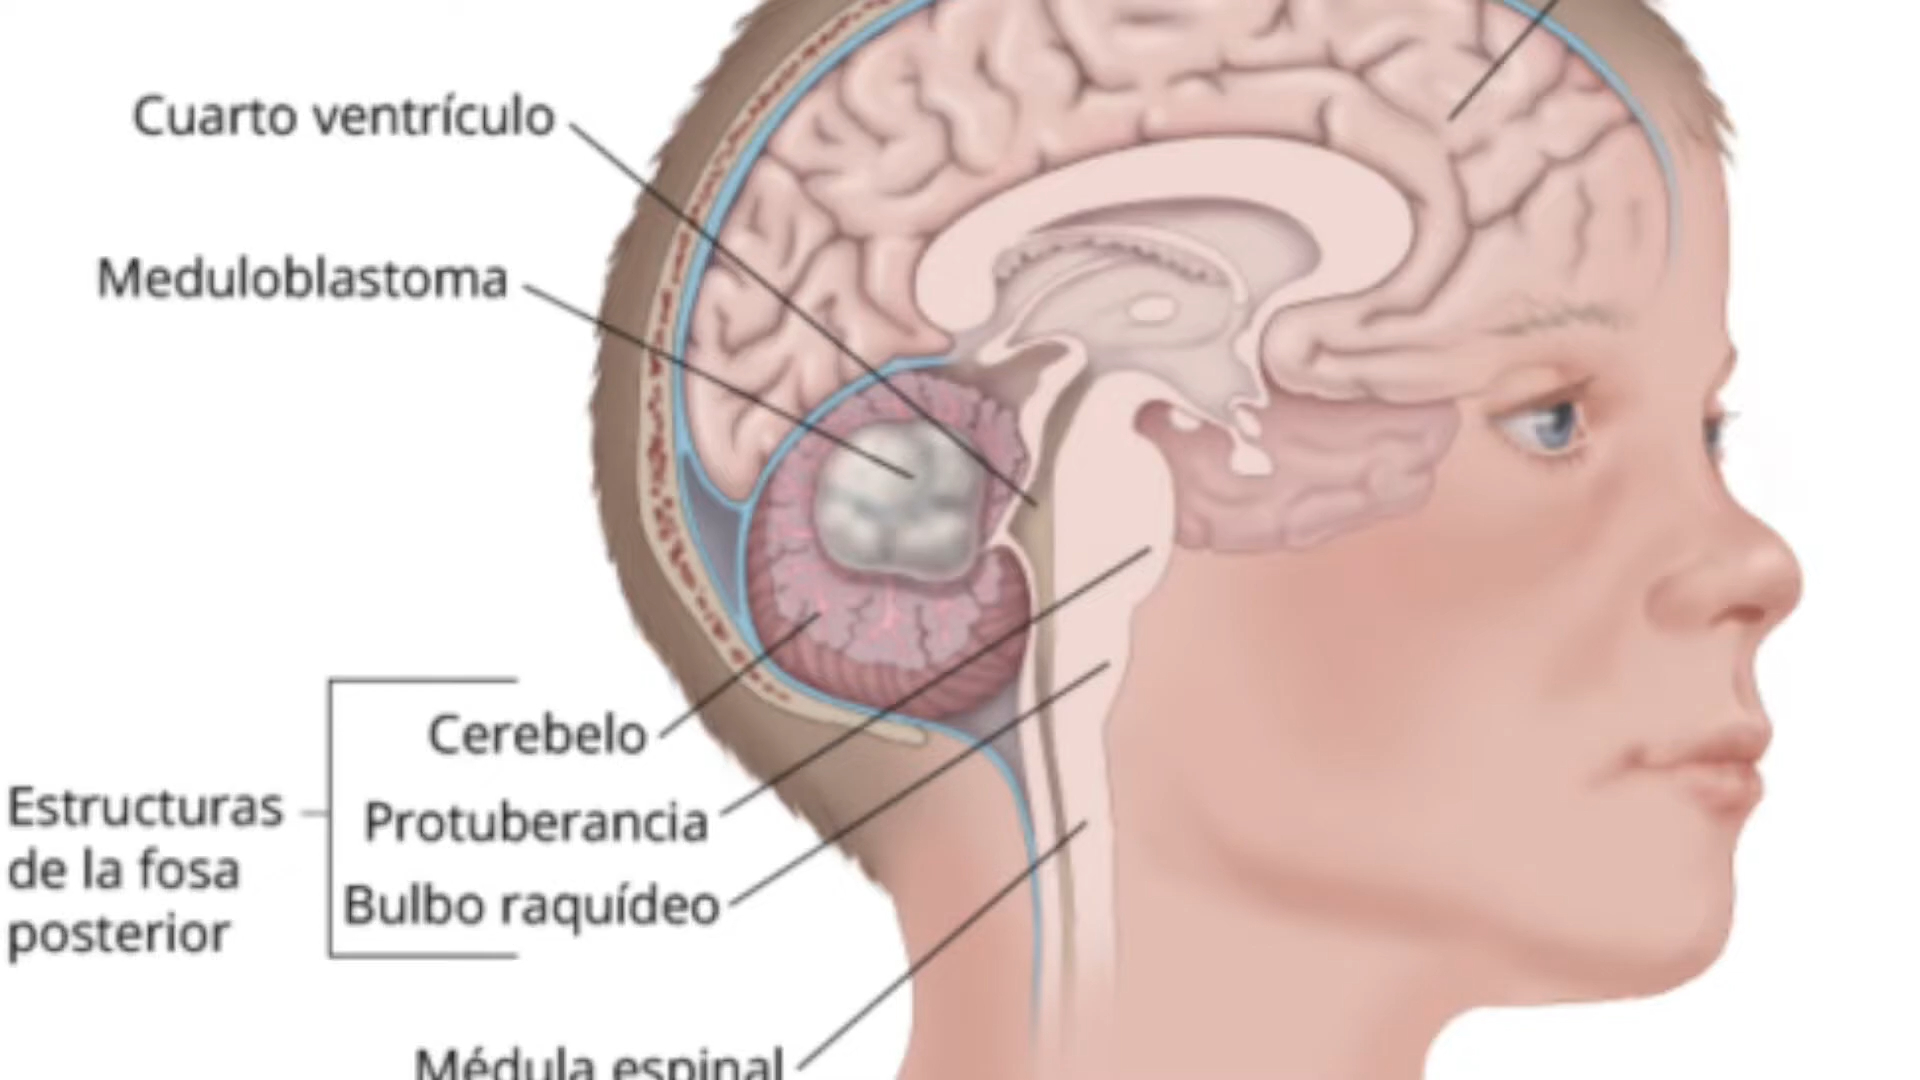 Cuarto ventrículo
Meduloblastoma
Cerebelo
Protuberancia
Bulbo raquídeo
Estructuras
de la fosa
posterior
Médula espinal